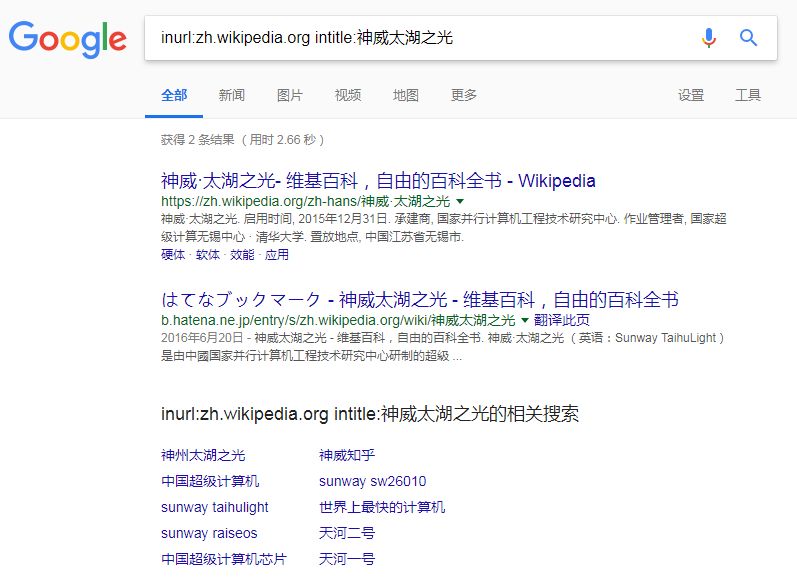 Google
inurl:zh.wikipedia.org intitle:神威太湖之光
全部 新闻 图片 视频 地图 更多 设置 工具
获得 2 条结果 （用时 2.66 秒）
神威·太湖之光- 维基百科，自由的百科全书 - Wikipedia
https://zh.wikipedia.org/zh-hans/神威·太湖之光
神威·太湖之光. 启用时间, 2015年12月31日. 承建商, 国家并行计算机工程技术研究中心. 作业管理者, 国家超
级计算无锡中心 · 清华大学. 置放地点, 中国江苏省无锡市.
硬体 · 软体 · 效能 · 应用
はてなブックマーク - 神威太湖之光 - 维基百科，自由的百科全书
b.hatena.ne.jp/entry/s/zh.wikipedia.org/wiki/神威太湖之光 翻译此页
2016年6月20日 - 神威太湖之光 - 维基百科，自由的百科全书. 神威·太湖之光 （英语：Sunway TaihuLight ）
是由中國国家并行计算机工程技术研究中心研制的超級 ...
inurl:zh.wikipedia.org intitle:神威太湖之光的相关搜索
神州太湖之光 神威知乎
中国超级计算机 sunway sw26010
sunway taihulight 世界上最快的计算机
sunway raiseos 天河二号
中国超级计算机芯片 天河一号